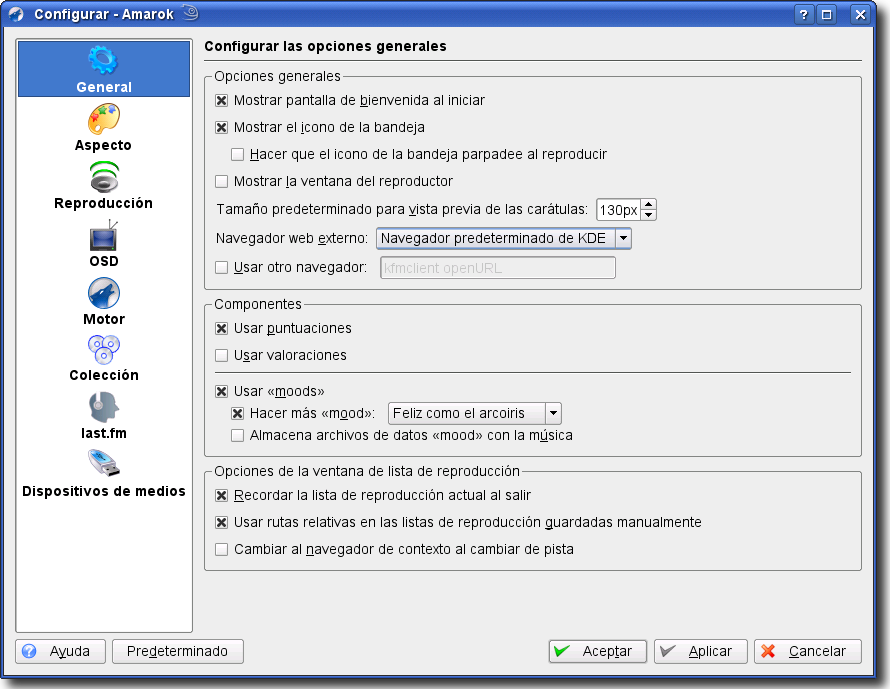 Configurar - Amarok
?
General
Aspecto
Reproducción
OSD
Motor
Colección
last.fm
Dispositivos de medios
Configurar las opciones generales
Opciones generales
Mostrar pantalla de bienvenida al iniciar
Mostrar el icono de la bandeja
Hacer que el icono de la bandeja parpadee al reproducir
Mostrar la ventana del reproductor
Tamaño predeterminado para vista previa de las carátulas: 130px
Navegador web externo: Navegador predeterminado de KDE
Usar otro navegador: kfmclient openURL
Componentes
Usar puntuaciones
Usar valoraciones
Usar «moods»
Hacer más «mood»: Feliz como el arcoiris
Almacena archivos de datos «mood» con la música
Opciones de la ventana de lista de reproducción
Recordar la lista de reproducción actual al salir
Usar rutas relativas en las listas de reproducción guardadas manualmente
Cambiar al navegador de contexto al cambiar de pista
? Ayuda Predeterminado Aceptar Aplicar Cancelar